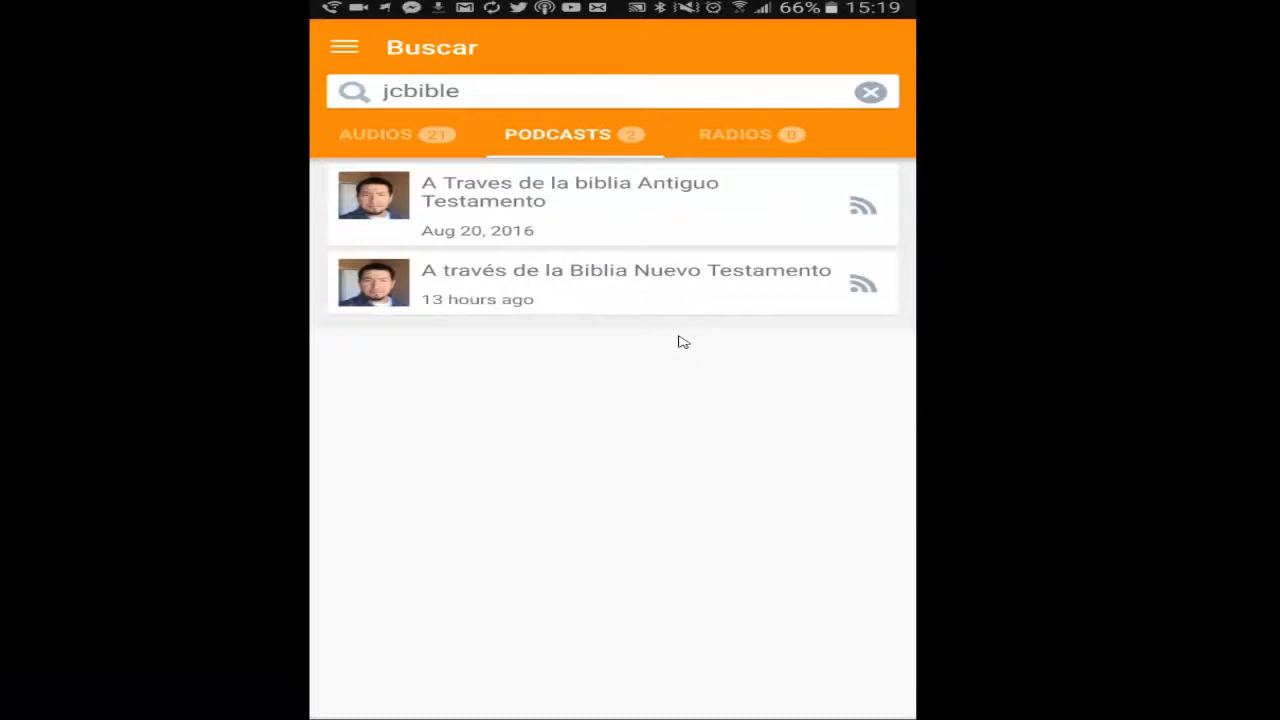 66% 15:19
Buscar
jcbible
AUDIOS 21 PODCASTS 2 RADIOS 0
A Traves de la biblia Antiguo
Testamento
Aug 20, 2016
A través de la Biblia Nuevo Testamento
13 hours ago